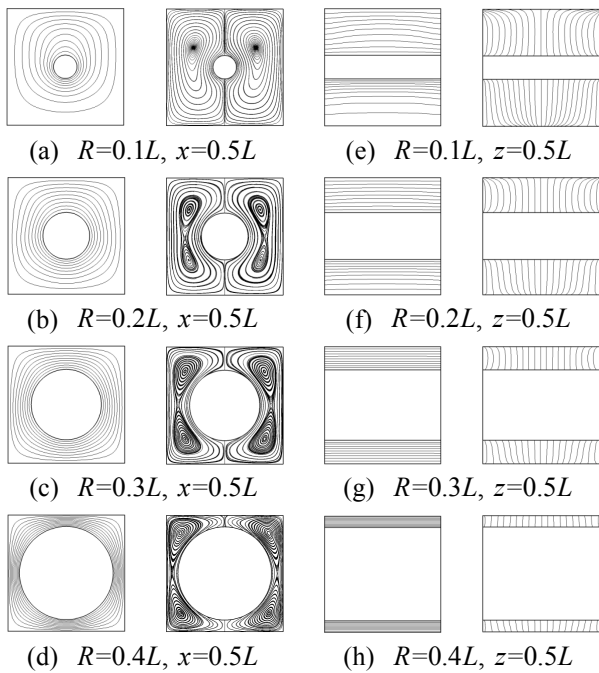 (a) R=0.1L, x=0.5L
(e) R=0.1L, z=0.5L
(b) R=0.2L, x=0.5L
(f) R=0.2L, z=0.5L
(c) R=0.3L, x=0.5L
(g) R=0.3L, z=0.5L
(d) R=0.4L, x=0.5L
(h) R=0.4L, z=0.5L